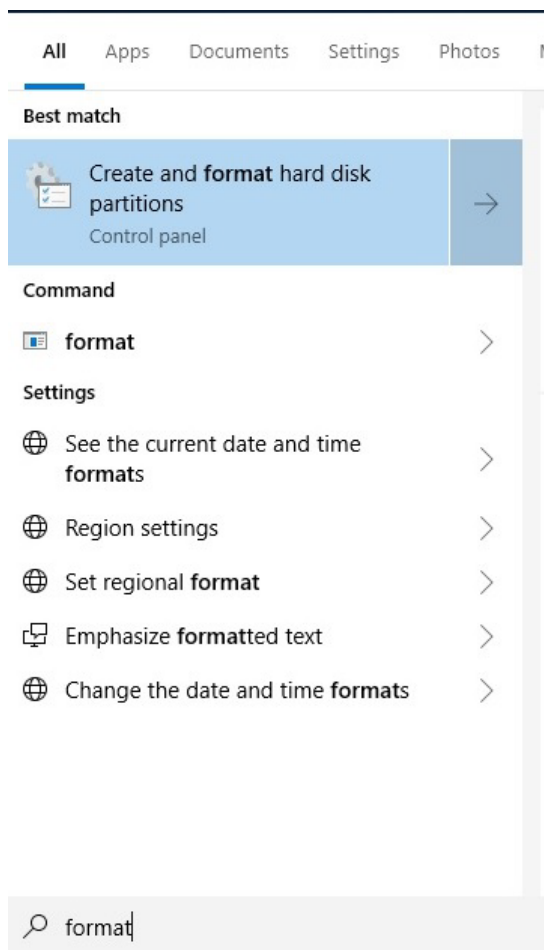 All Apps Documents Settings Photos
Best match
Create and format hard disk
partitions
Control panel
Command
format
Settings
See the current date and time
formats
Region settings
Set regional format
Emphasize formatted text
Change the date and time formats
format